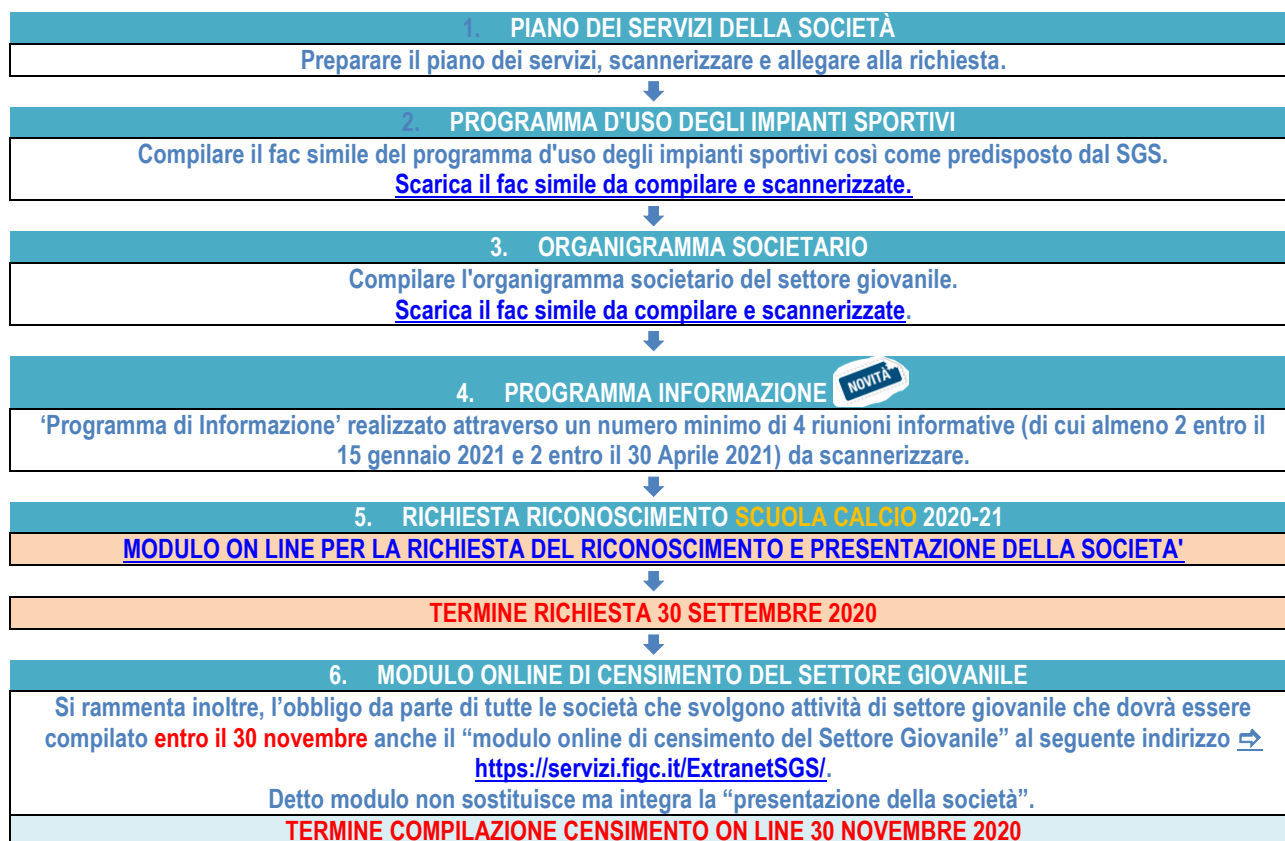 1. PIANO DEI SERVIZI DELLA SOCIETÀ
Preparare il piano dei servizi, scannerizzare e allegare alla richiesta.
2. PROGRAMMA D'USO DEGLI IMPIANTI SPORTIVI
Compilare il fac simile del programma d'uso degli impianti sportivi così come predisposto dal SGS.
Scarica il fac simile da compilare e scannerizzate.
3. ORGANIGRAMMA SOCIETARIO
Compilare l'organigramma societario del settore giovanile.
Scarica il fac simile da compilare e scannerizzate.
4. PROGRAMMA INFORMAZIONE NOVITÀ
‘Programma di Informazione’ realizzato attraverso un numero minimo di 4 riunioni informative (di cui almeno 2 entro il
15 gennaio 2021 e 2 entro il 30 Aprile 2021) da scannerizzare.
5. RICHIESTA RICONOSCIMENTO SCUOLA CALCIO 2020-21
MODULO ON LINE PER LA RICHIESTA DEL RICONOSCIMENTO E PRESENTAZIONE DELLA SOCIETA'
TERMINE RICHIESTA 30 SETTEMBRE 2020
6. MODULO ONLINE DI CENSIMENTO DEL SETTORE GIOVANILE
Si rammenta inoltre, l’obbligo da parte di tutte le società che svolgono attività di settore giovanile che dovrà essere
compilato entro il 30 novembre anche il “modulo online di censimento del Settore Giovanile” al seguente indirizzo ⇨
https://servizi.figc.it/ExtranetSGS/.
Detto modulo non sostituisce ma integra la “presentazione della società”.
TERMINE COMPILAZIONE CENSIMENTO ON LINE 30 NOVEMBRE 2020